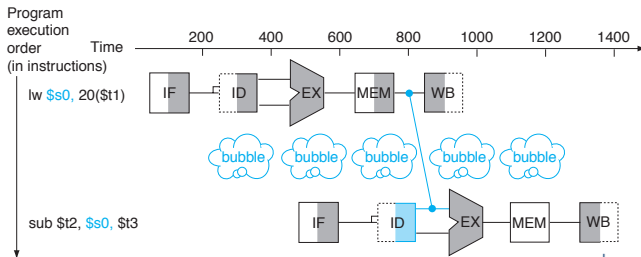 Program
execution
order
(in instructions)
Time
200 400 600 800 1000 1200 1400
lw $s0, 20($t1)
IF ID EX MEM WB
bubble bubble bubble bubble bubble
sub $t2, $s0, $t3
IF ID EX MEM WB